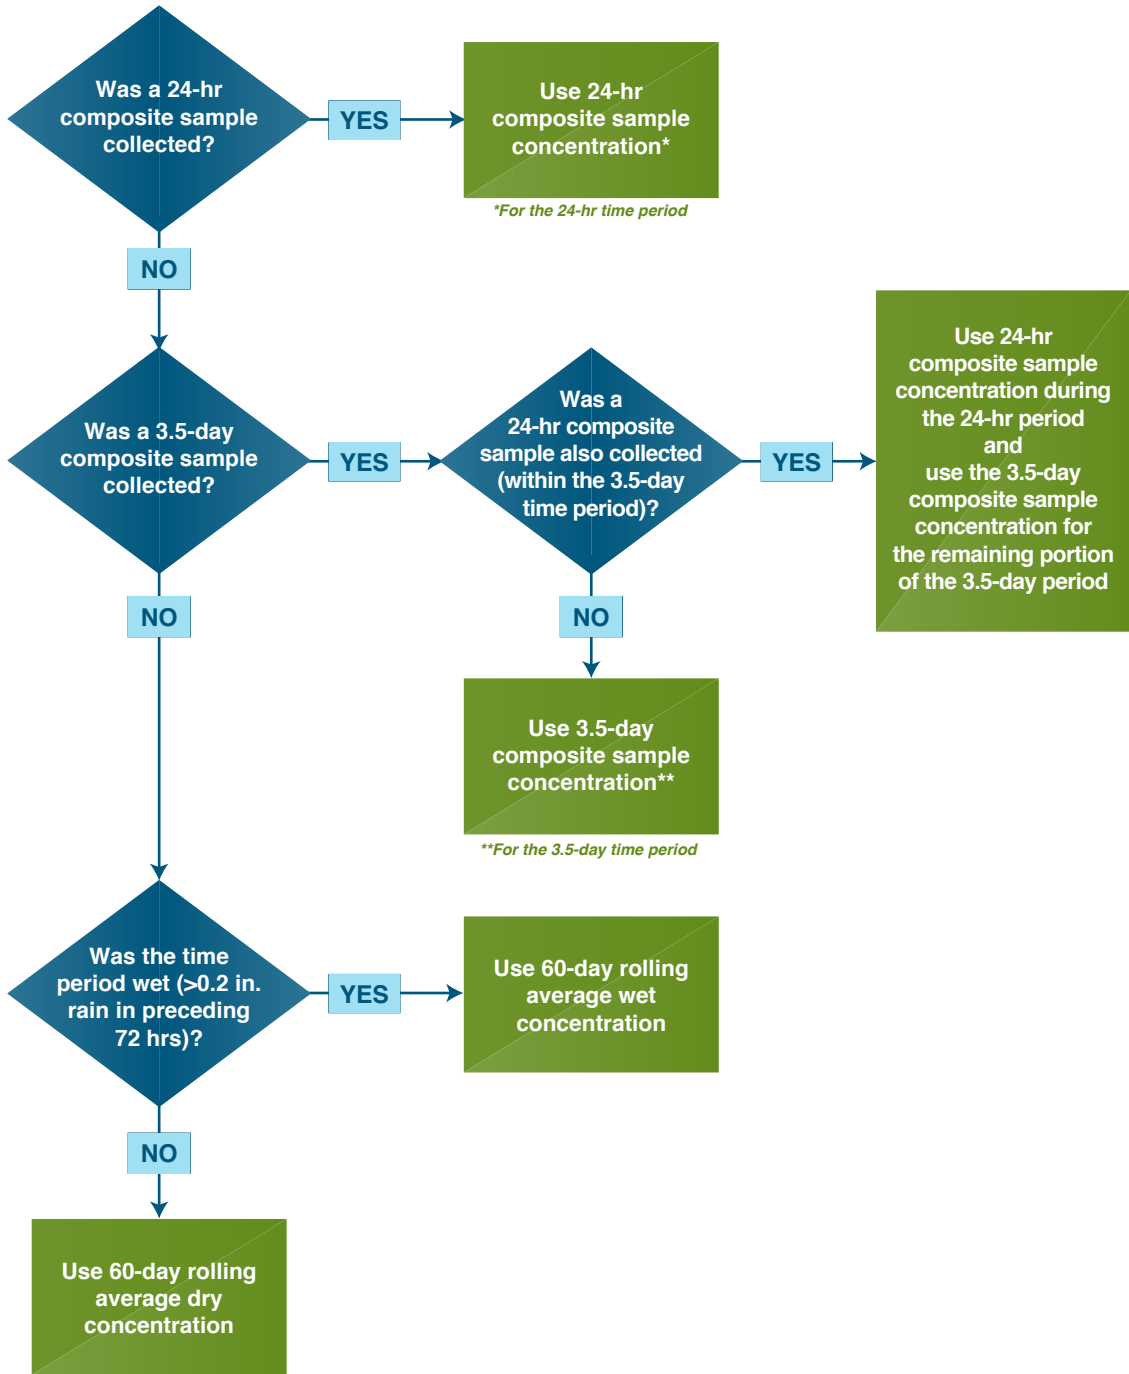 Was a 24-hr
composite sample
collected?
YES
Use 24-hr
composite sample
concentration*
*For the 24-hr time period
NO
Was a 3.5-day
composite sample
collected?
YES
Was a
24-hr composite
sample also collected
(within the 3.5-day
time period)?
YES
Use 24-hr
composite sample
concentration during
the 24-hr period
and
use the 3.5-day
composite sample
concentration for
the remaining portion
of the 3.5-day period
NO
NO
Use 3.5-day
composite sample
concentration**
**For the 3.5-day time period
Was the time
period wet (>0.2 in.
rain in preceding
72 hrs)?
YES
Use 60-day rolling
average wet
concentration
NO
Use 60-day rolling
average dry
concentration